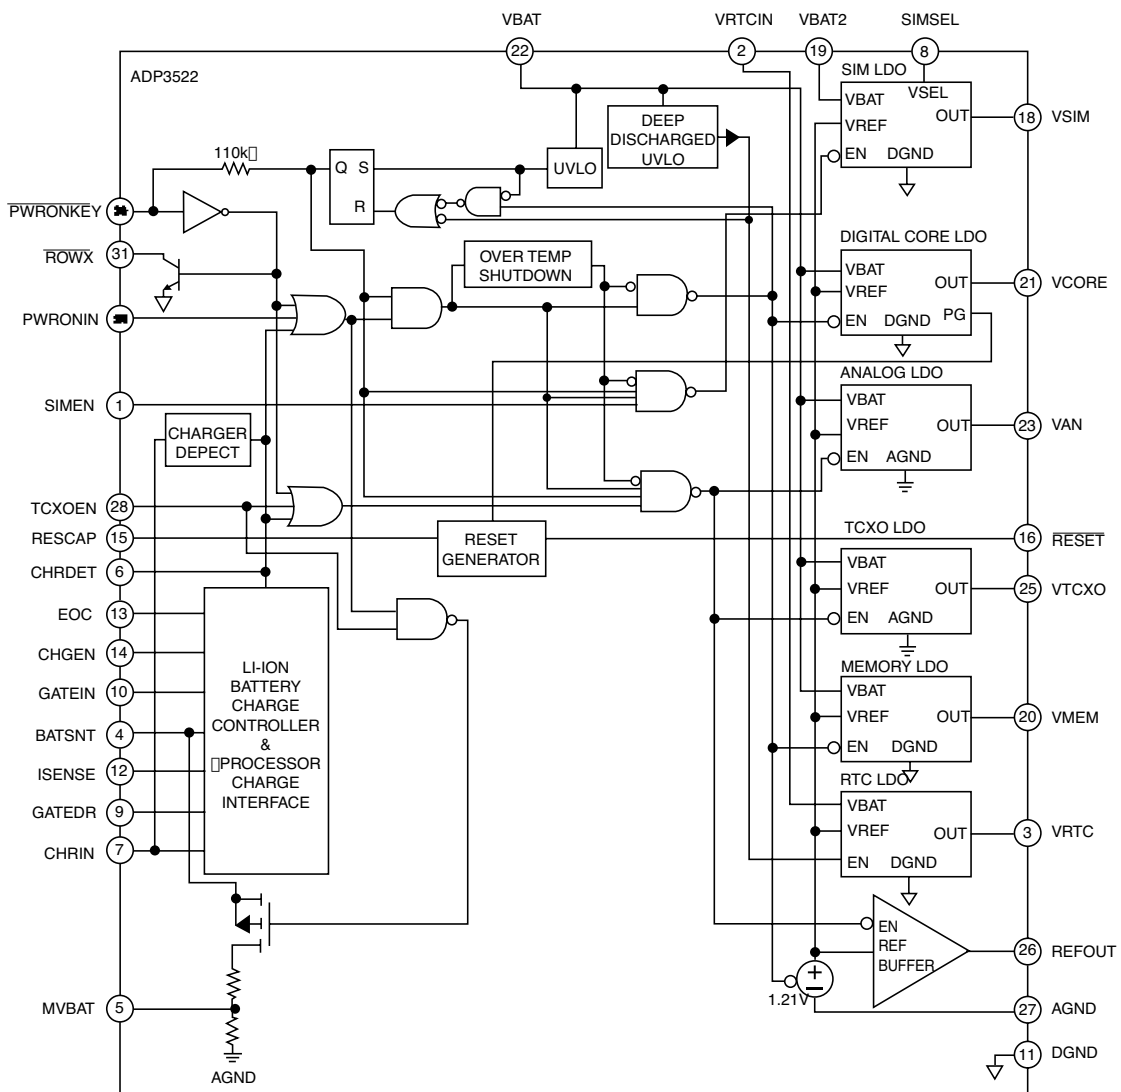 VBAT VRTCIN VBAT2 SIMSEL
22 2 19 8
ADP3522
SIM LDO
VSEL
VBAT
VREF
EN
OUT
DGND
18 VSIM
DEEP
DISCHARGED
UVLO
UVLO
110k
Q S
R
PWRONKEY
ROWX 31
PWRONIN
SIMEN 1
OVER TEMP
SHUTDOWN
DIGITAL CORE LDO
VBAT
VREF
EN
OUT
PG
DGND
21 VCORE
ANALOG LDO
VBAT
VREF
EN
OUT
AGND
23 VAN
CHARGER
DEPECT
TCXOEN 28
RESCAP 15
CHRDET 6
RESET
GENERATOR
16 RESET
TCXO LDO
VBAT
VREF
EN
OUT
AGND
25 VTCXO
EOC 13
CHGEN 14
GATEIN 10
BATSNT 4
ISENSE 12
GATEDR 9
CHRIN 7
LI-ION
BATTERY
CHARGE
CONTROLLER
&
PROCESSOR
CHARGE
INTERFACE
MEMORY LDO
VBAT
VREF
EN
OUT
DGND
20 VMEM
RTC LDO
VBAT
VREF
EN
OUT
DGND
3 VRTC
EN
REF
BUFFER
26 REFOUT
+
−
1.21V
27 AGND
11 DGND
MVBAT 5
AGND